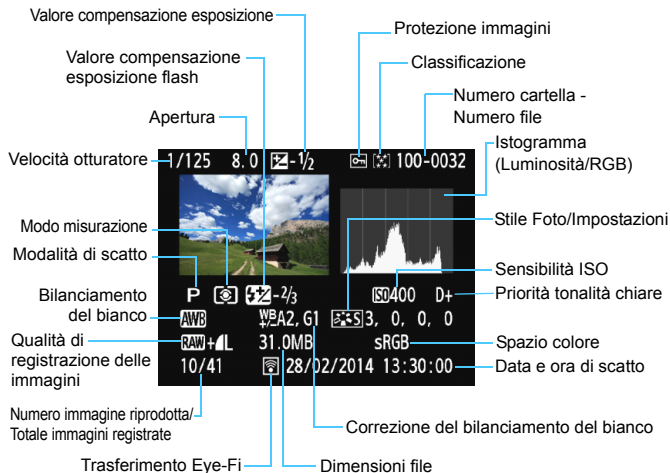 Valore compensazione esposizione
Protezione immagini
Valore compensazione
esposizione flash
Classificazione
Numero cartella -
Numero file
Apertura
Istogramma
(Luminosità/RGB)
Velocità otturatore
1/125 8.0 -1/2 100-0032
Stile Foto/Impostazioni
Modo misurazione
Modalità di scatto
Sensibilità ISO
P -2/3 ISO400 D+
Priorità tonalità chiare
Bilanciamento
del bianco
AWB WB+/-A2, G1 S3, 0, 0, 0
Qualità di
registrazione delle
immagini
RAW+L 31.0MB sRGB
Spazio colore
10/41 28/02/2014 13:30:00
Data e ora di scatto
Numero immagine riprodotta/
Totale immagini registrate
Correzione del bilanciamento del bianco
Trasferimento Eye-Fi
Dimensioni file